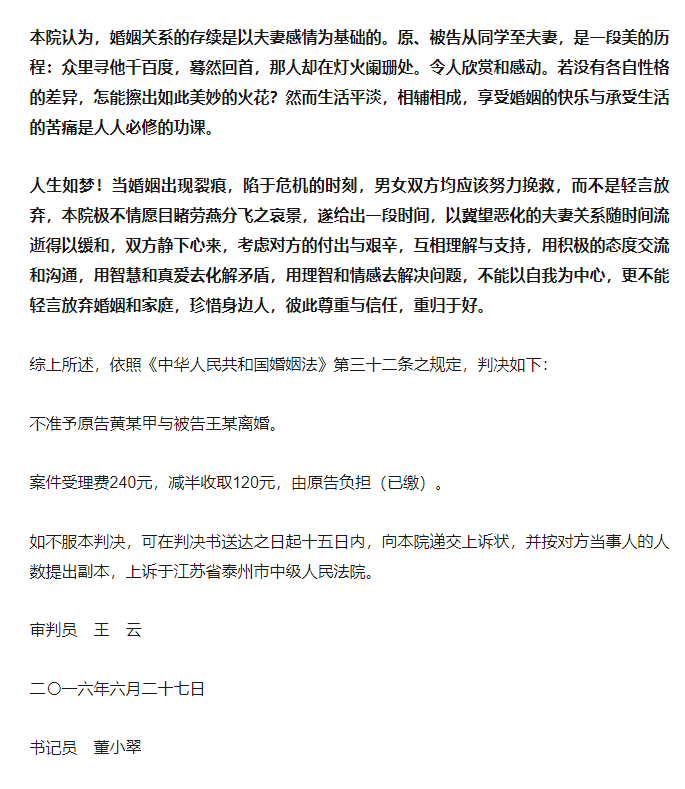 本院认为，婚姻关系的存续是以夫妻感情为基础的。原、被告从同学至夫妻，是一段美的历
程：众里寻他千百度，蓦然回首，那人却在灯火阑珊处。令人欣赏和感动。若没有各自性格
的差异，怎能擦出如此美妙的火花？然而生活平淡，相辅相成，享受婚姻的快乐与承受生活
的苦痛是人人必修的功课。
人生如梦！当婚姻出现裂痕，陷于危机的时刻，男女双方均应该努力挽救，而不是轻言放
弃，本院极不情愿目睹劳燕分飞之哀景，遂给出一段时间，以冀望恶化的夫妻关系随时间流
逝得以缓和，双方静下心来，考虑对方的付出与艰辛，互相理解与支持，用积极的态度交流
和沟通，用智慧和真爱去化解矛盾，用理智和情感去解决问题，不能以自我为中心，更不能
轻言放弃婚姻和家庭，珍惜身边人，彼此尊重与信任，重归于好。
综上所述，依照《中华人民共和国婚姻法》第三十二条之规定，判决如下：
不准予原告黄某甲与被告王某离婚。
案件受理费240元，减半收取120元，由原告负担（已缴）。
如不服本判决，可在判决书送达之日起十五日内，向本院递交上诉状，并按对方当事人的人
数提出副本，上诉于江苏省泰州市中级人民法院。
审判员　王　云
二〇一六年六月二十七日
书记员　董小翠